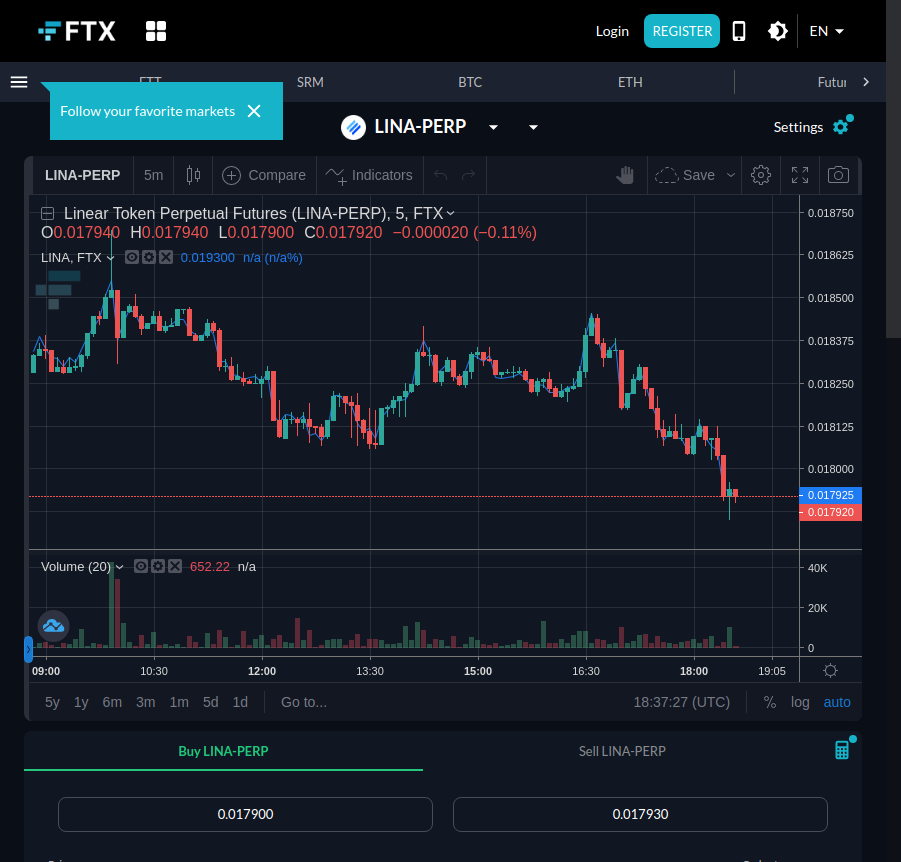 FTX
Login REGISTER EN
FTT SRM BTC ETH Futur
Follow your favorite markets
LINA-PERP
Settings
LINA-PERP 5m Compare Indicators Save
Linear Token Perpetual Futures (LINA-PERP), 5, FTX
O0.017940 H0.017940 L0.017900 C0.017920 −0.000020 (−0.11%)
LINA, FTX 0.019300 n/a (n/a%)
0.018750
0.018625
0.018500
0.018375
0.018250
0.018125
0.018000
0.017925
0.017920
Volume (20) 652.22 n/a
40K
20K
0
09:00 10:30 12:00 13:30 15:00 16:30 18:00 19:05
5y 1y 6m 3m 1m 5d 1d Go to... 18:37:27 (UTC) % log auto
Buy LINA-PERP Sell LINA-PERP
0.017900 0.017930